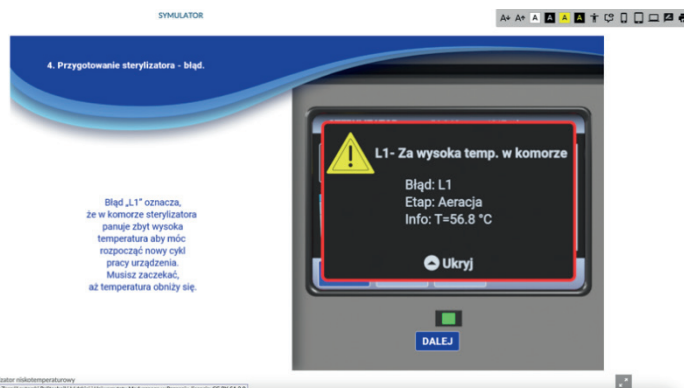 SYMULATOR
A+ A+ A A A A
4. Przygotowanie sterylizatora - błąd.
L1- Za wysoka temp. w komorze
Błąd: L1
Etap: Aeracja
Info: T=56.8 °C
Ukryj
Błąd „L1” oznacza,
że w komorze sterylizatora
panuje zbyt wysoka
temperatura aby móc
rozpocząć nowy cykl
pracy urządzenia.
Musisz zaczekać,
aż temperatura obniży się.
DALEJ
zator niskotemperaturowy